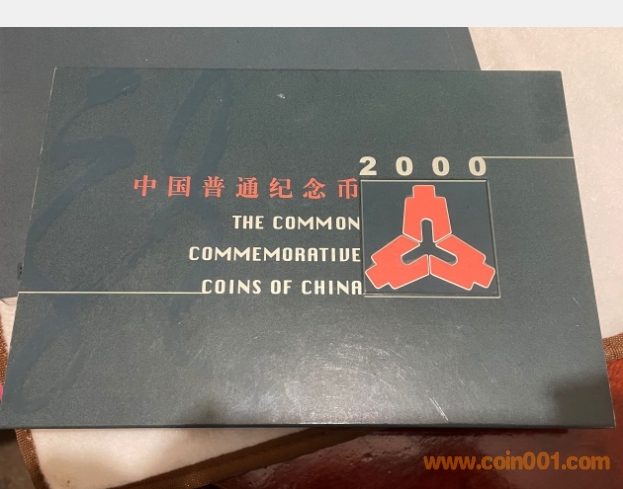 2000
中国普通纪念币
THE COMMON
COMMEMORATIVE
COINS OF CHINA
www.coin001.com